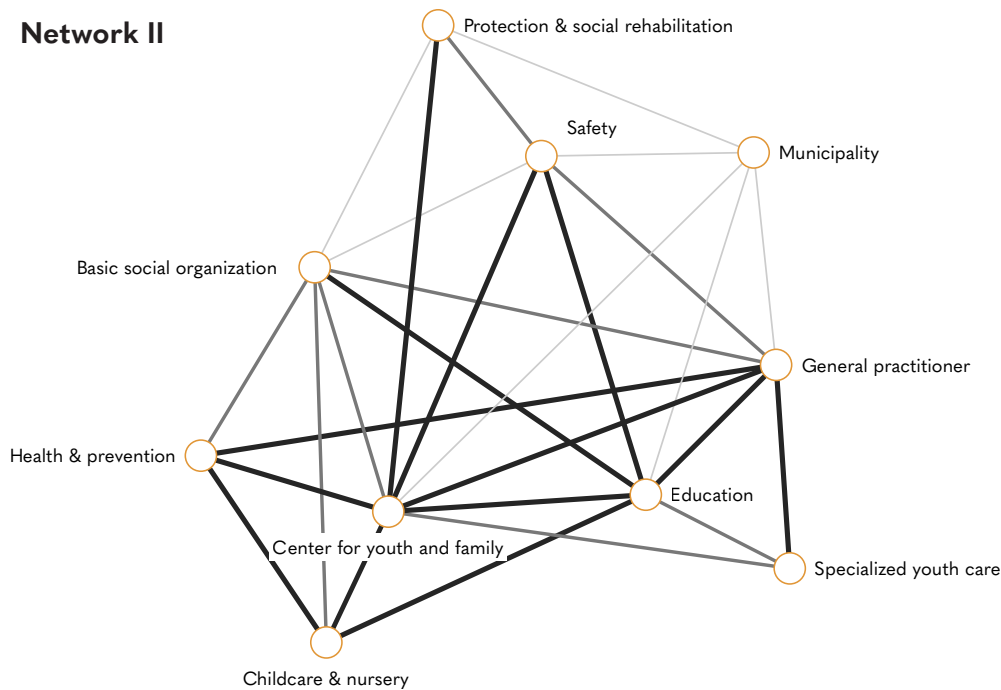 Network II
Protection & social rehabilitation
Safety
Municipality
Basic social organization
General practitioner
Health & prevention
Education
Center for youth and family
Specialized youth care
Childcare & nursery